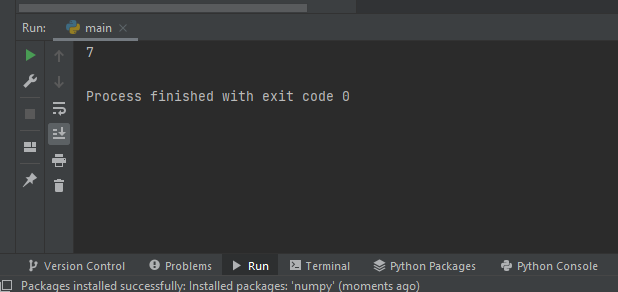 Run: main
7
Process finished with exit code 0
Version Control Problems Run Terminal Python Packages Python Console
Packages installed successfully: Installed packages: 'numpy' (moments ago)